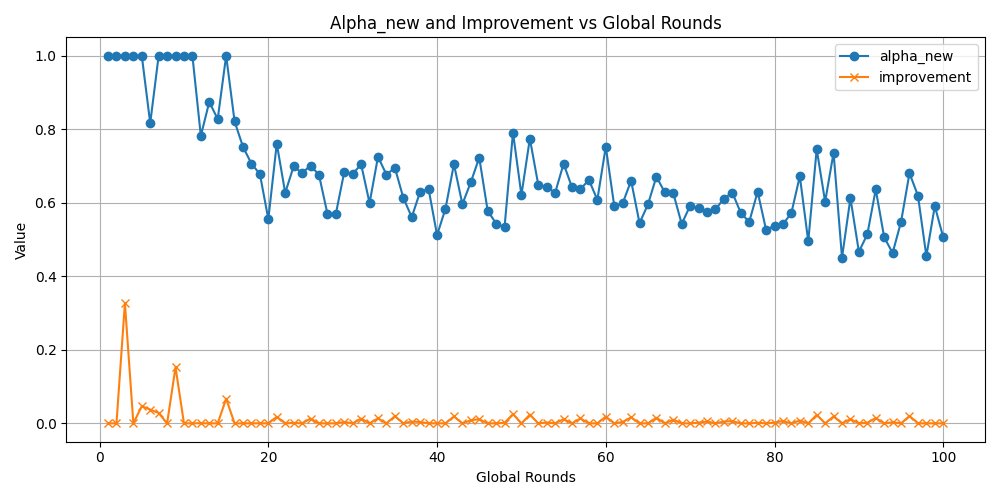 Alpha_new and Improvement vs Global Rounds
alpha_new
improvement
1.0
0.8
0.6
0.4
0.2
0.0
Value
0 20 40 60 80 100
Global Rounds